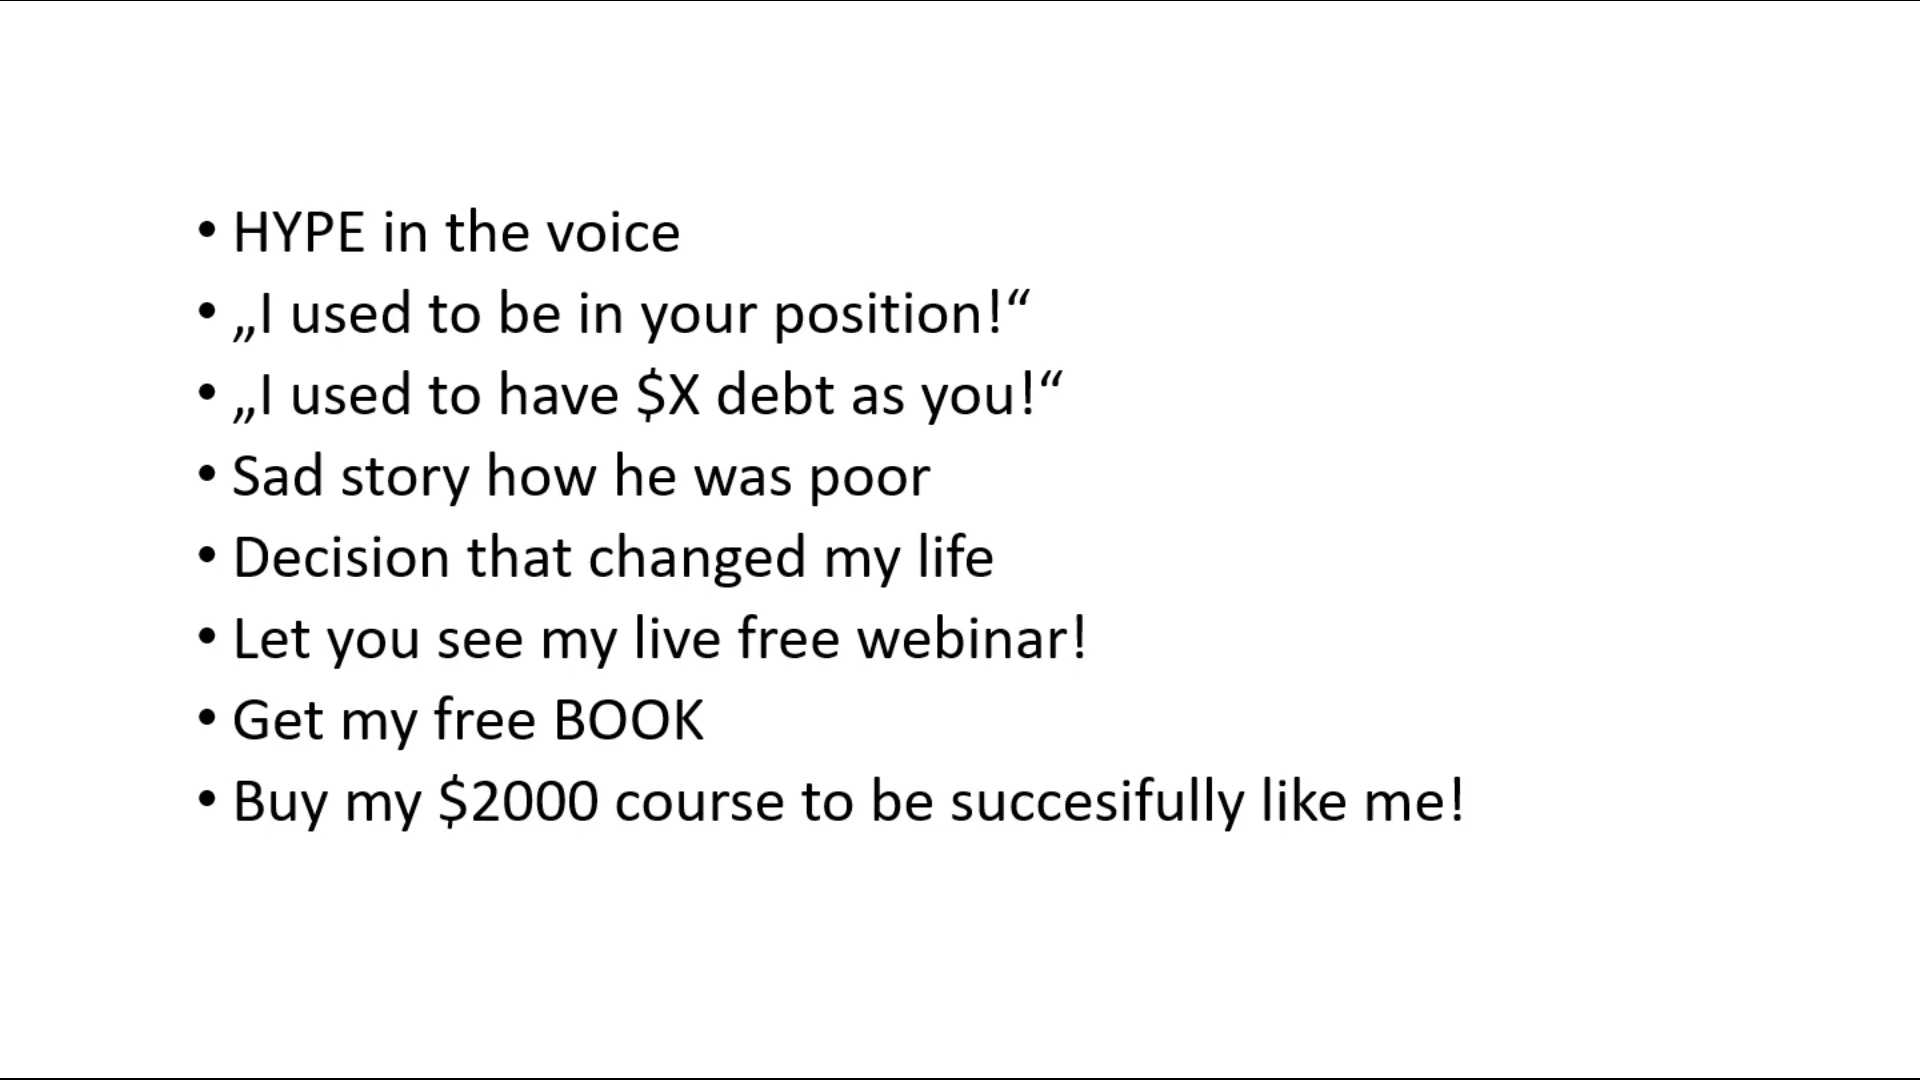 • HYPE in the voice
• „I used to be in your position!“
• „I used to have $X debt as you!“
• Sad story how he was poor
• Decision that changed my life
• Let you see my live free webinar!
• Get my free BOOK
• Buy my $2000 course to be succesifully like me!